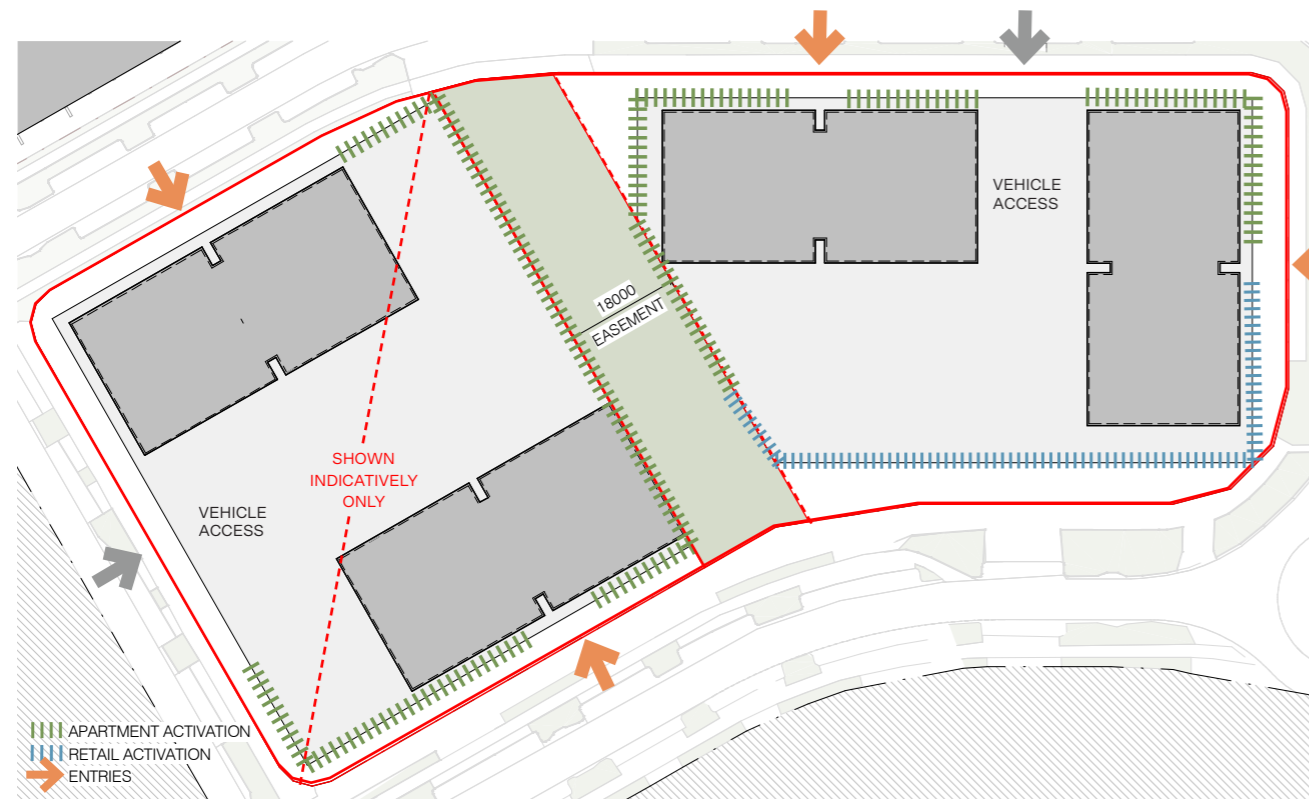 VEHICLE
ACCESS
18000
EASEMENT
SHOWN
INDICATIVELY
ONLY
VEHICLE
ACCESS
APARTMENT ACTIVATION
RETAIL ACTIVATION
ENTRIES